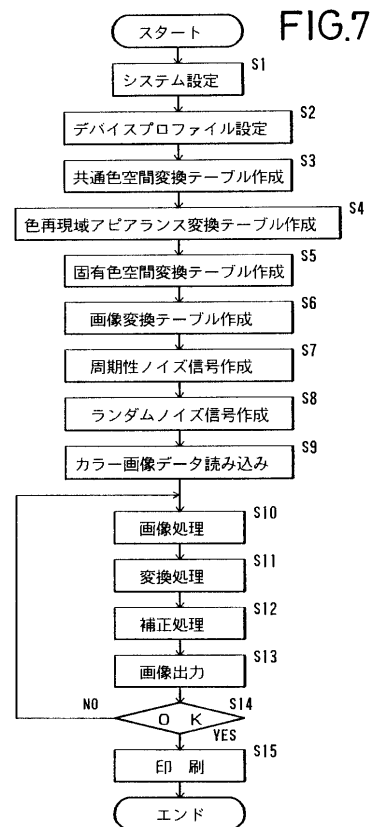 FIG.7
スタート
S1
システム設定
S2
デバイスプロファイル設定
S3
共通色空間変換テーブル作成
S4
色再現域アピアランス変換テーブル作成
S5
固有色空間変換テーブル作成
S6
画像変換テーブル作成
S7
周期性ノイズ信号作成
S8
ランダムノイズ信号作成
S9
カラー画像データ読み込み
S10
画像処理
S11
変換処理
S12
補正処理
S13
画像出力
NO
S14
O K
YES
S15
印 刷
エンド